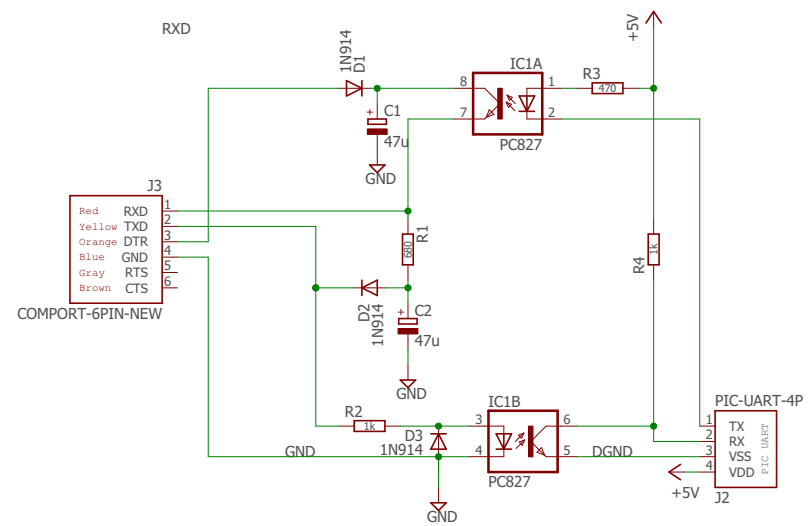 RXD
1N914
D1
+
C1
47u
GND
IC1A
8
7
1
2
PC827
R3
470
+5V
J3
Red RXD 1
Yellow TXD 2
Orange DTR 3
Blue GND 4
Gray RTS 5
Brown CTS 6
COMPORT-6PIN-NEW
R1
680
R4
1k
D2
1N914
+
C2
47u
GND
R2
1k
D3
1N914
GND
GND
IC1B
3
4
6
5
PC827
DGND
PIC-UART-4P
1 TX
2 RX
3 VSS
4 VDD
PIC UART
+5V
J2